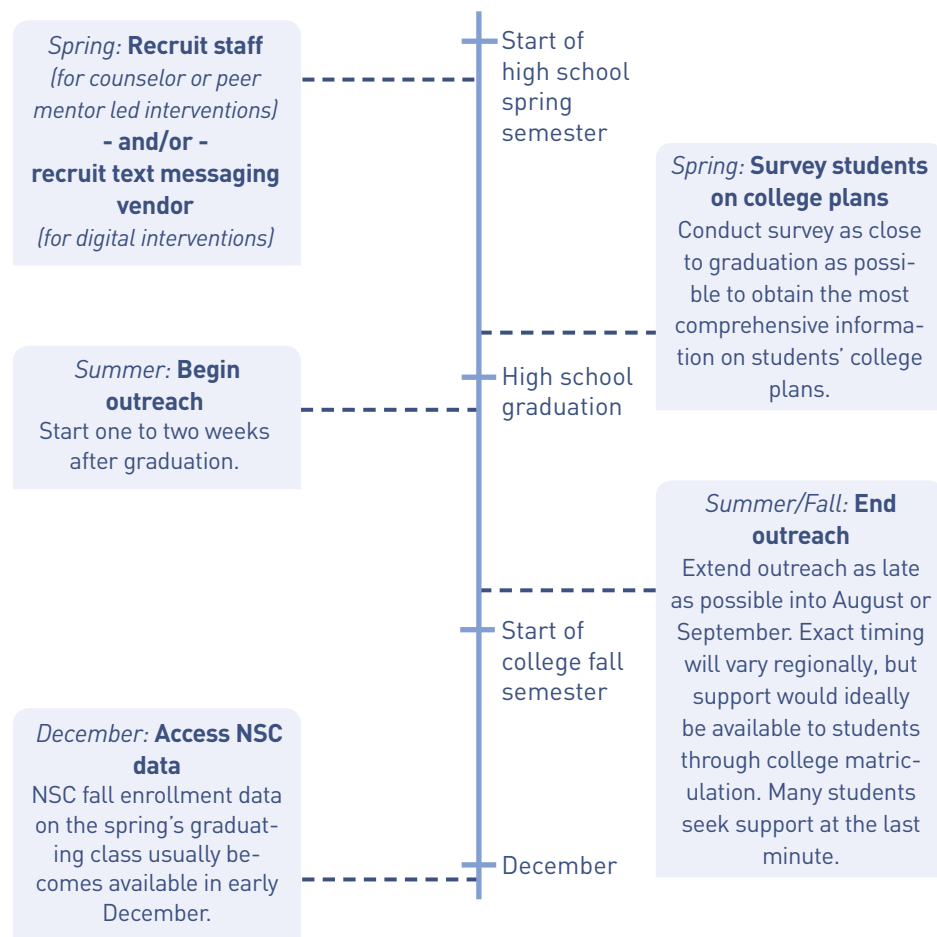 Spring: Recruit staff
(for counselor or peer
mentor led interventions)
- and/or -
recruit text messaging
vendor
(for digital interventions)
Start of
high school
spring
semester
Spring: Survey students
on college plans
Conduct survey as close
to graduation as possi-
ble to obtain the most
comprehensive informa-
tion on students’ college
plans.
High school
graduation
Summer: Begin
outreach
Start one to two weeks
after graduation.
Summer/Fall: End
outreach
Extend outreach as late
as possible into August or
September. Exact timing
will vary regionally, but
support would ideally
be available to students
through college matric-
ulation. Many students
seek support at the last
minute.
Start of
college fall
semester
December: Access NSC
data
NSC fall enrollment data
on the spring’s graduat-
ing class usually be-
comes available in early
December.
December